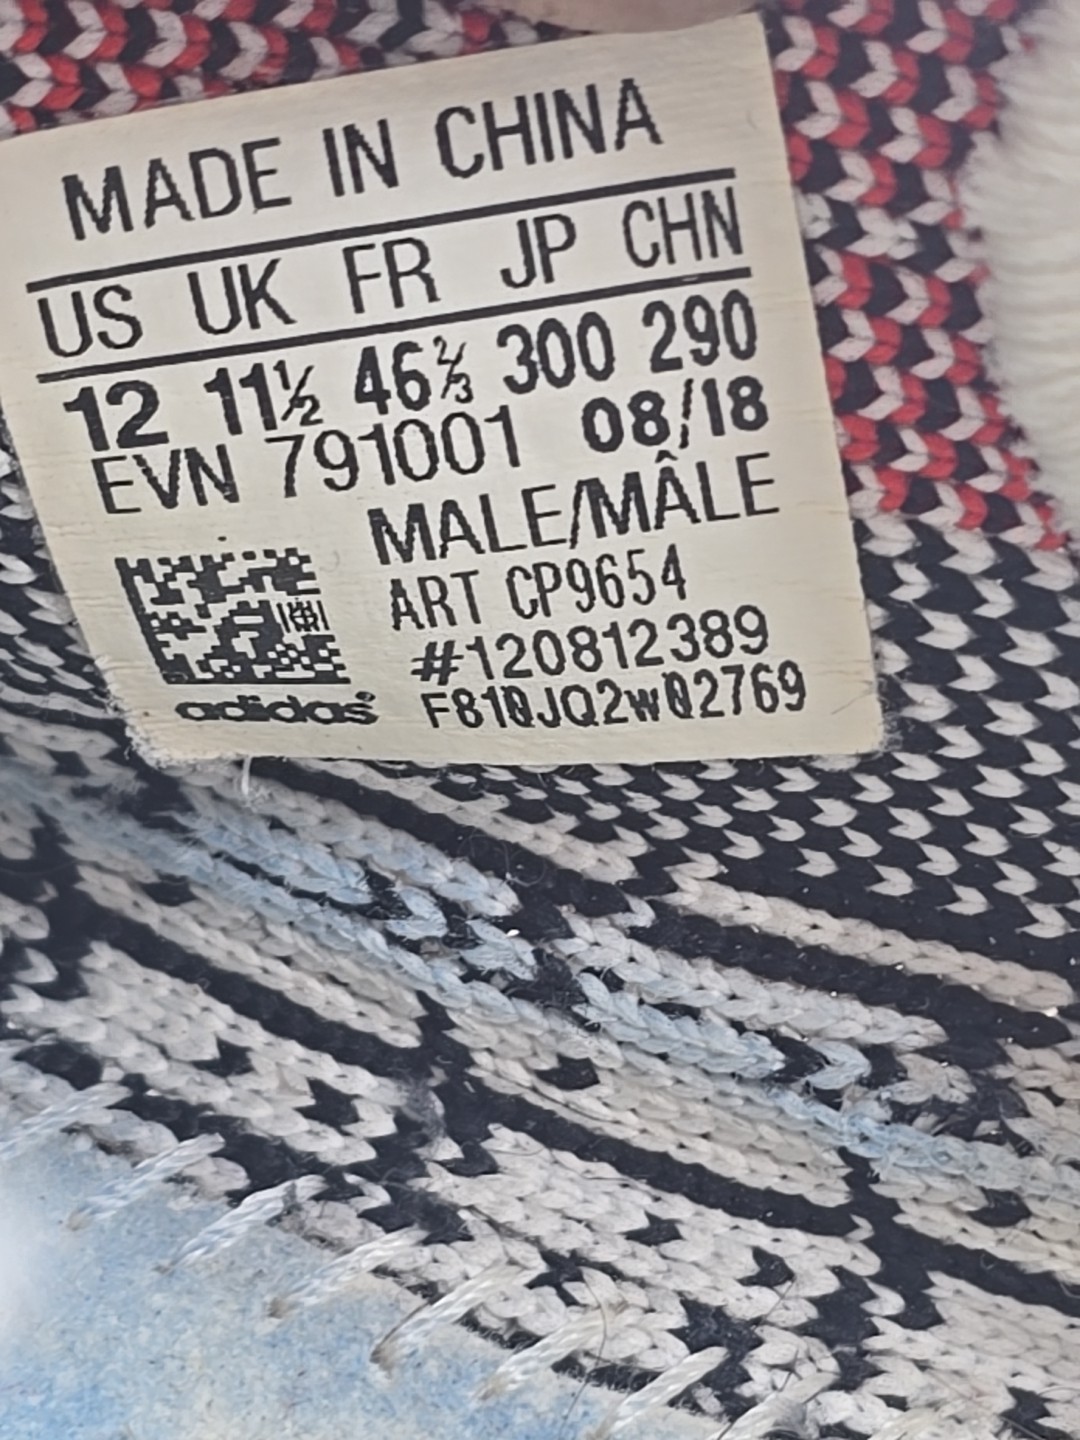 MADE IN CHINA
US UK FR JP CHN
12 11½ 46⅔ 300 290
EVN 791001 08/18
MALE/MÂLE
ART CP9654
#120812389
adidas® F810JQ2w02769